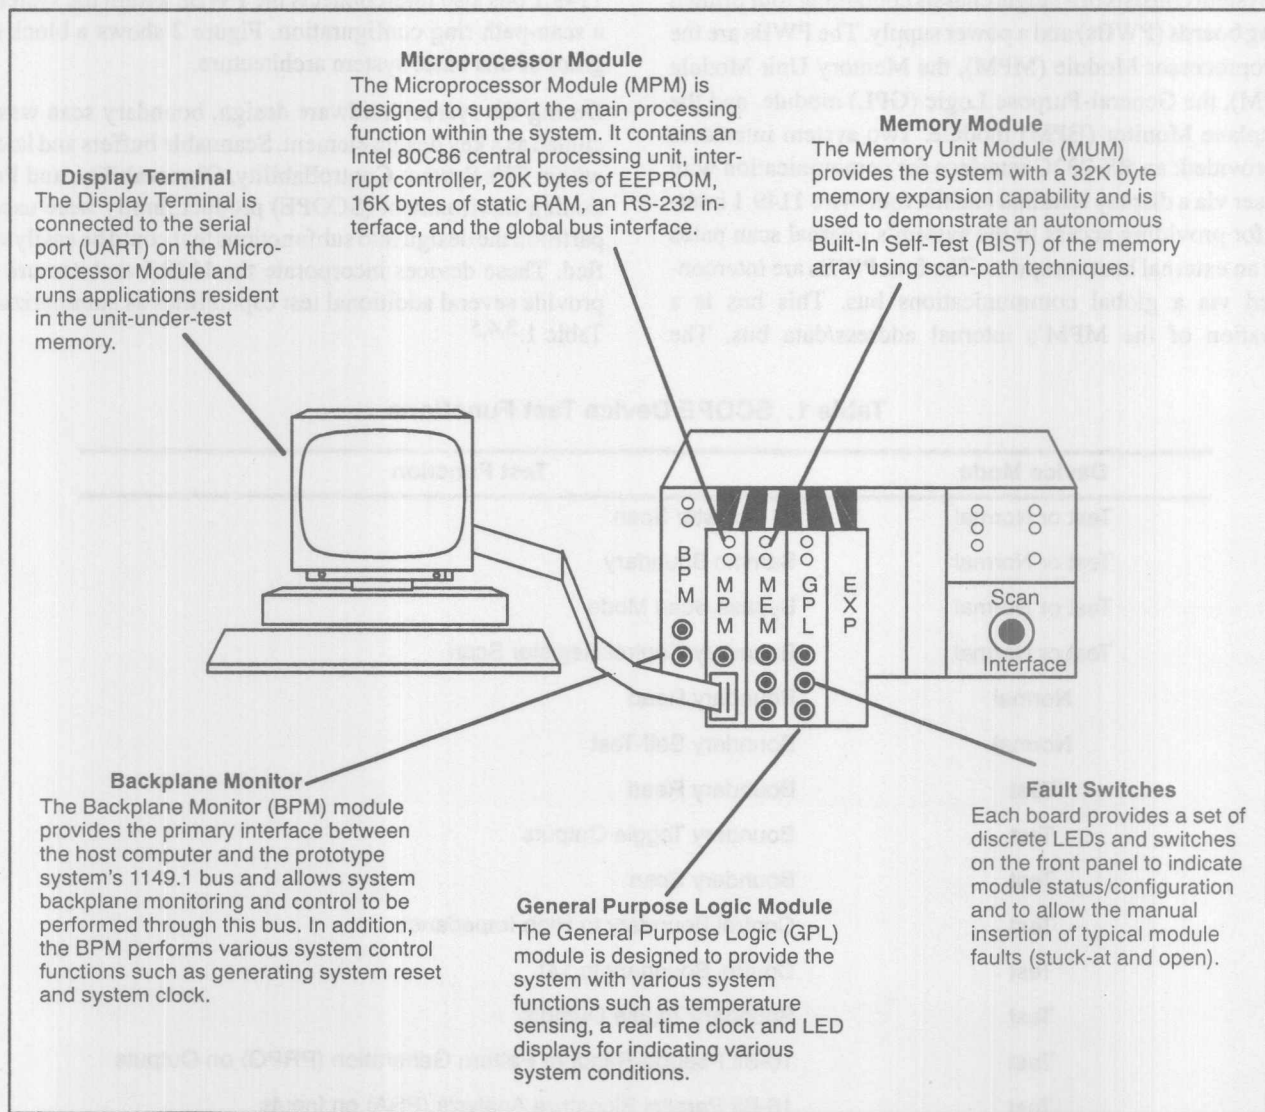 Microprocessor Module
The Microprocessor Module (MPM) is
designed to support the main processing
function within the system. It contains an
Intel 80C86 central processing unit, inter-
rupt controller, 20K bytes of EEPROM,
16K bytes of static RAM, an RS-232 in-
terface, and the global bus interface.
Memory Module
The Memory Unit Module (MUM)
provides the system with a 32K byte
memory expansion capability and is
used to demonstrate an autonomous
Built-In Self-Test (BIST) of the memory
array using scan-path techniques.
Display Terminal
The Display Terminal is
connected to the serial
port (UART) on the Micro-
processor Module and
runs applications resident
in the unit-under-test
memory.
BPM
MPM
MEM
GPL
EXP
Scan
Interface
Backplane Monitor
The Backplane Monitor (BPM) module
provides the primary interface between
the host computer and the prototype
system's 1149.1 bus and allows system
backplane monitoring and control to be
performed through this bus. In addition,
the BPM performs various system control
functions such as generating system reset
and system clock.
General Purpose Logic Module
The General Purpose Logic (GPL)
module is designed to provide the
system with various system
functions such as temperature
sensing, a real time clock and LED
displays for indicating various
system conditions.
Fault Switches
Each board provides a set of
discrete LEDs and switches
on the front panel to indicate
module status/configuration
and to allow the manual
insertion of typical module
faults (stuck-at and open).